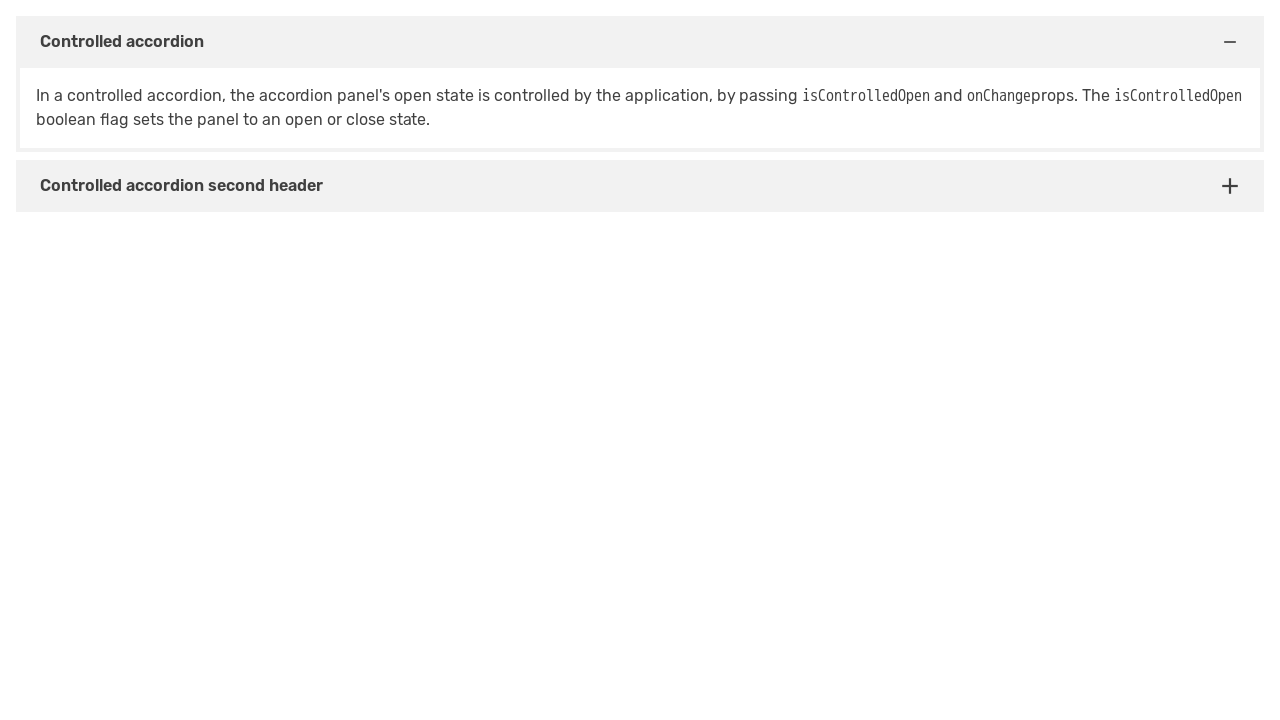 Controlled accordion
In a controlled accordion, the accordion panel's open state is controlled by the application, by passing isControlledOpen and onChangeprops. The isControlledOpen
boolean flag sets the panel to an open or close state.
Controlled accordion second header